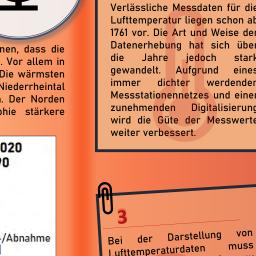 nen, dass die
. Vor allem in
Die wärmsten
Niederrheintal
. Der Norden
phie stärkere
020
90
-/Abnahme
Verlässliche Messdaten für die
Lufttemperatur liegen schon ab
1761 vor. Die Art und Weise der
Datenerhebung hat sich über
die Jahre jedoch stark
gewandelt. Aufgrund eines
immer dichter werdenden
Messstationennetzes und einer
zunehmenden Digitalisierung
wird die Güte der Messwerte
weiter verbessert.
3
Bei der Darstellung von
Lufttemperaturdaten muss